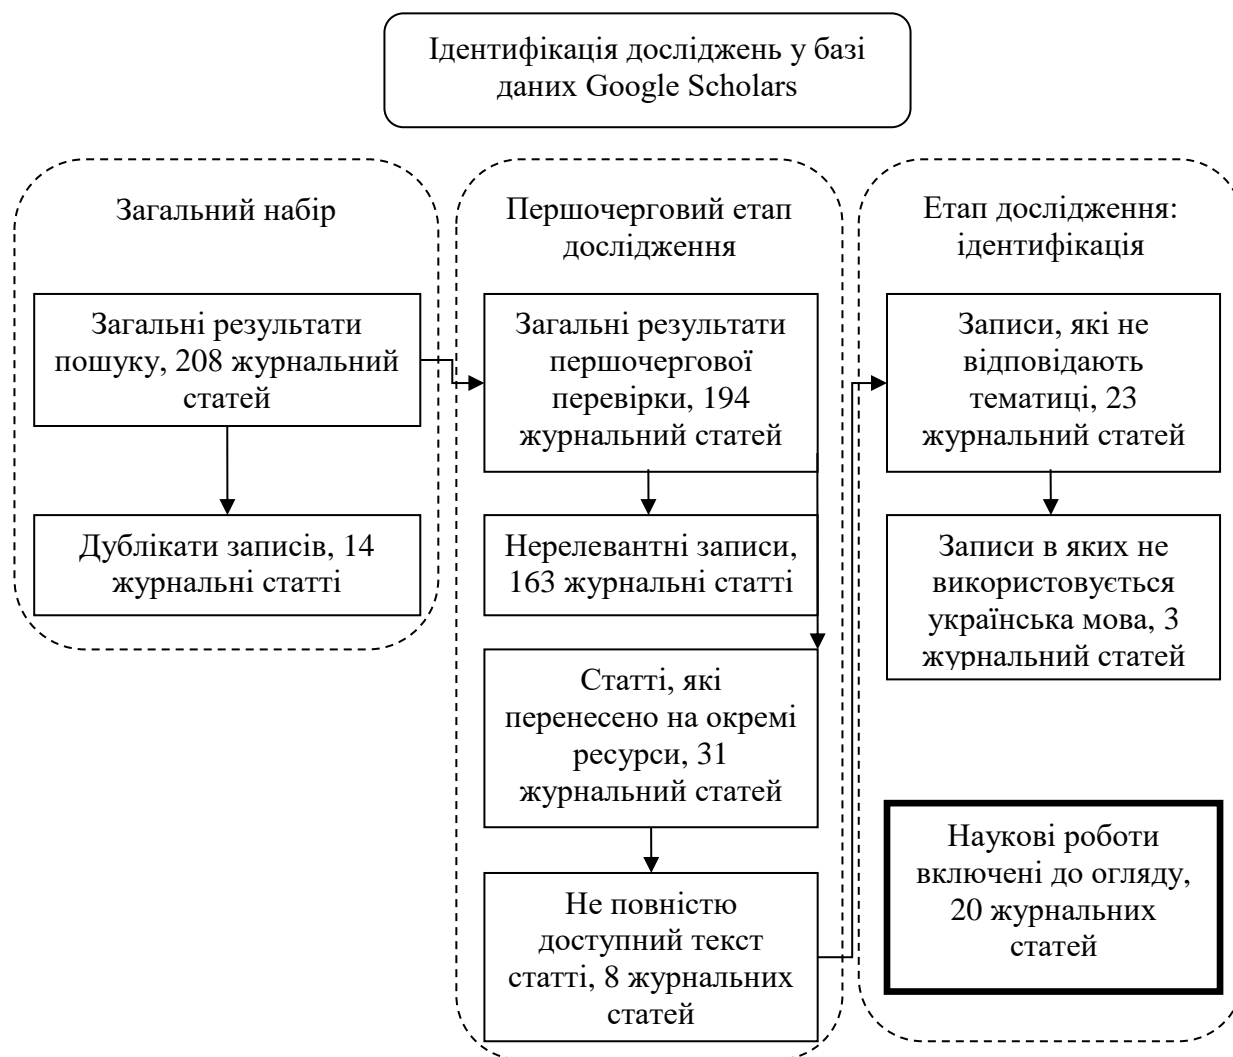 Ідентифікація досліджень у базі
даних Google Scholars
Загальний набір
Загальні результати
пошуку, 208 журнальний
статей
Дублікати записів, 14
журнальні статті
Першочерговий етап
дослідження
Загальні результати
першочергової
перевірки, 194
журнальний статей
Нерелевантні записи,
163 журнальні статті
Статті, які
перенесено на окремі
ресурси, 31
журнальний статей
Не повністю
доступний текст
статті, 8 журнальних
статей
Етап дослідження:
ідентифікація
Записи, які не
відповідають
тематиці, 23
журнальний статей
Записи в яких не
використовується
українська мова, 3
журнальний статей
Наукові роботи
включені до огляду,
20 журнальних
статей